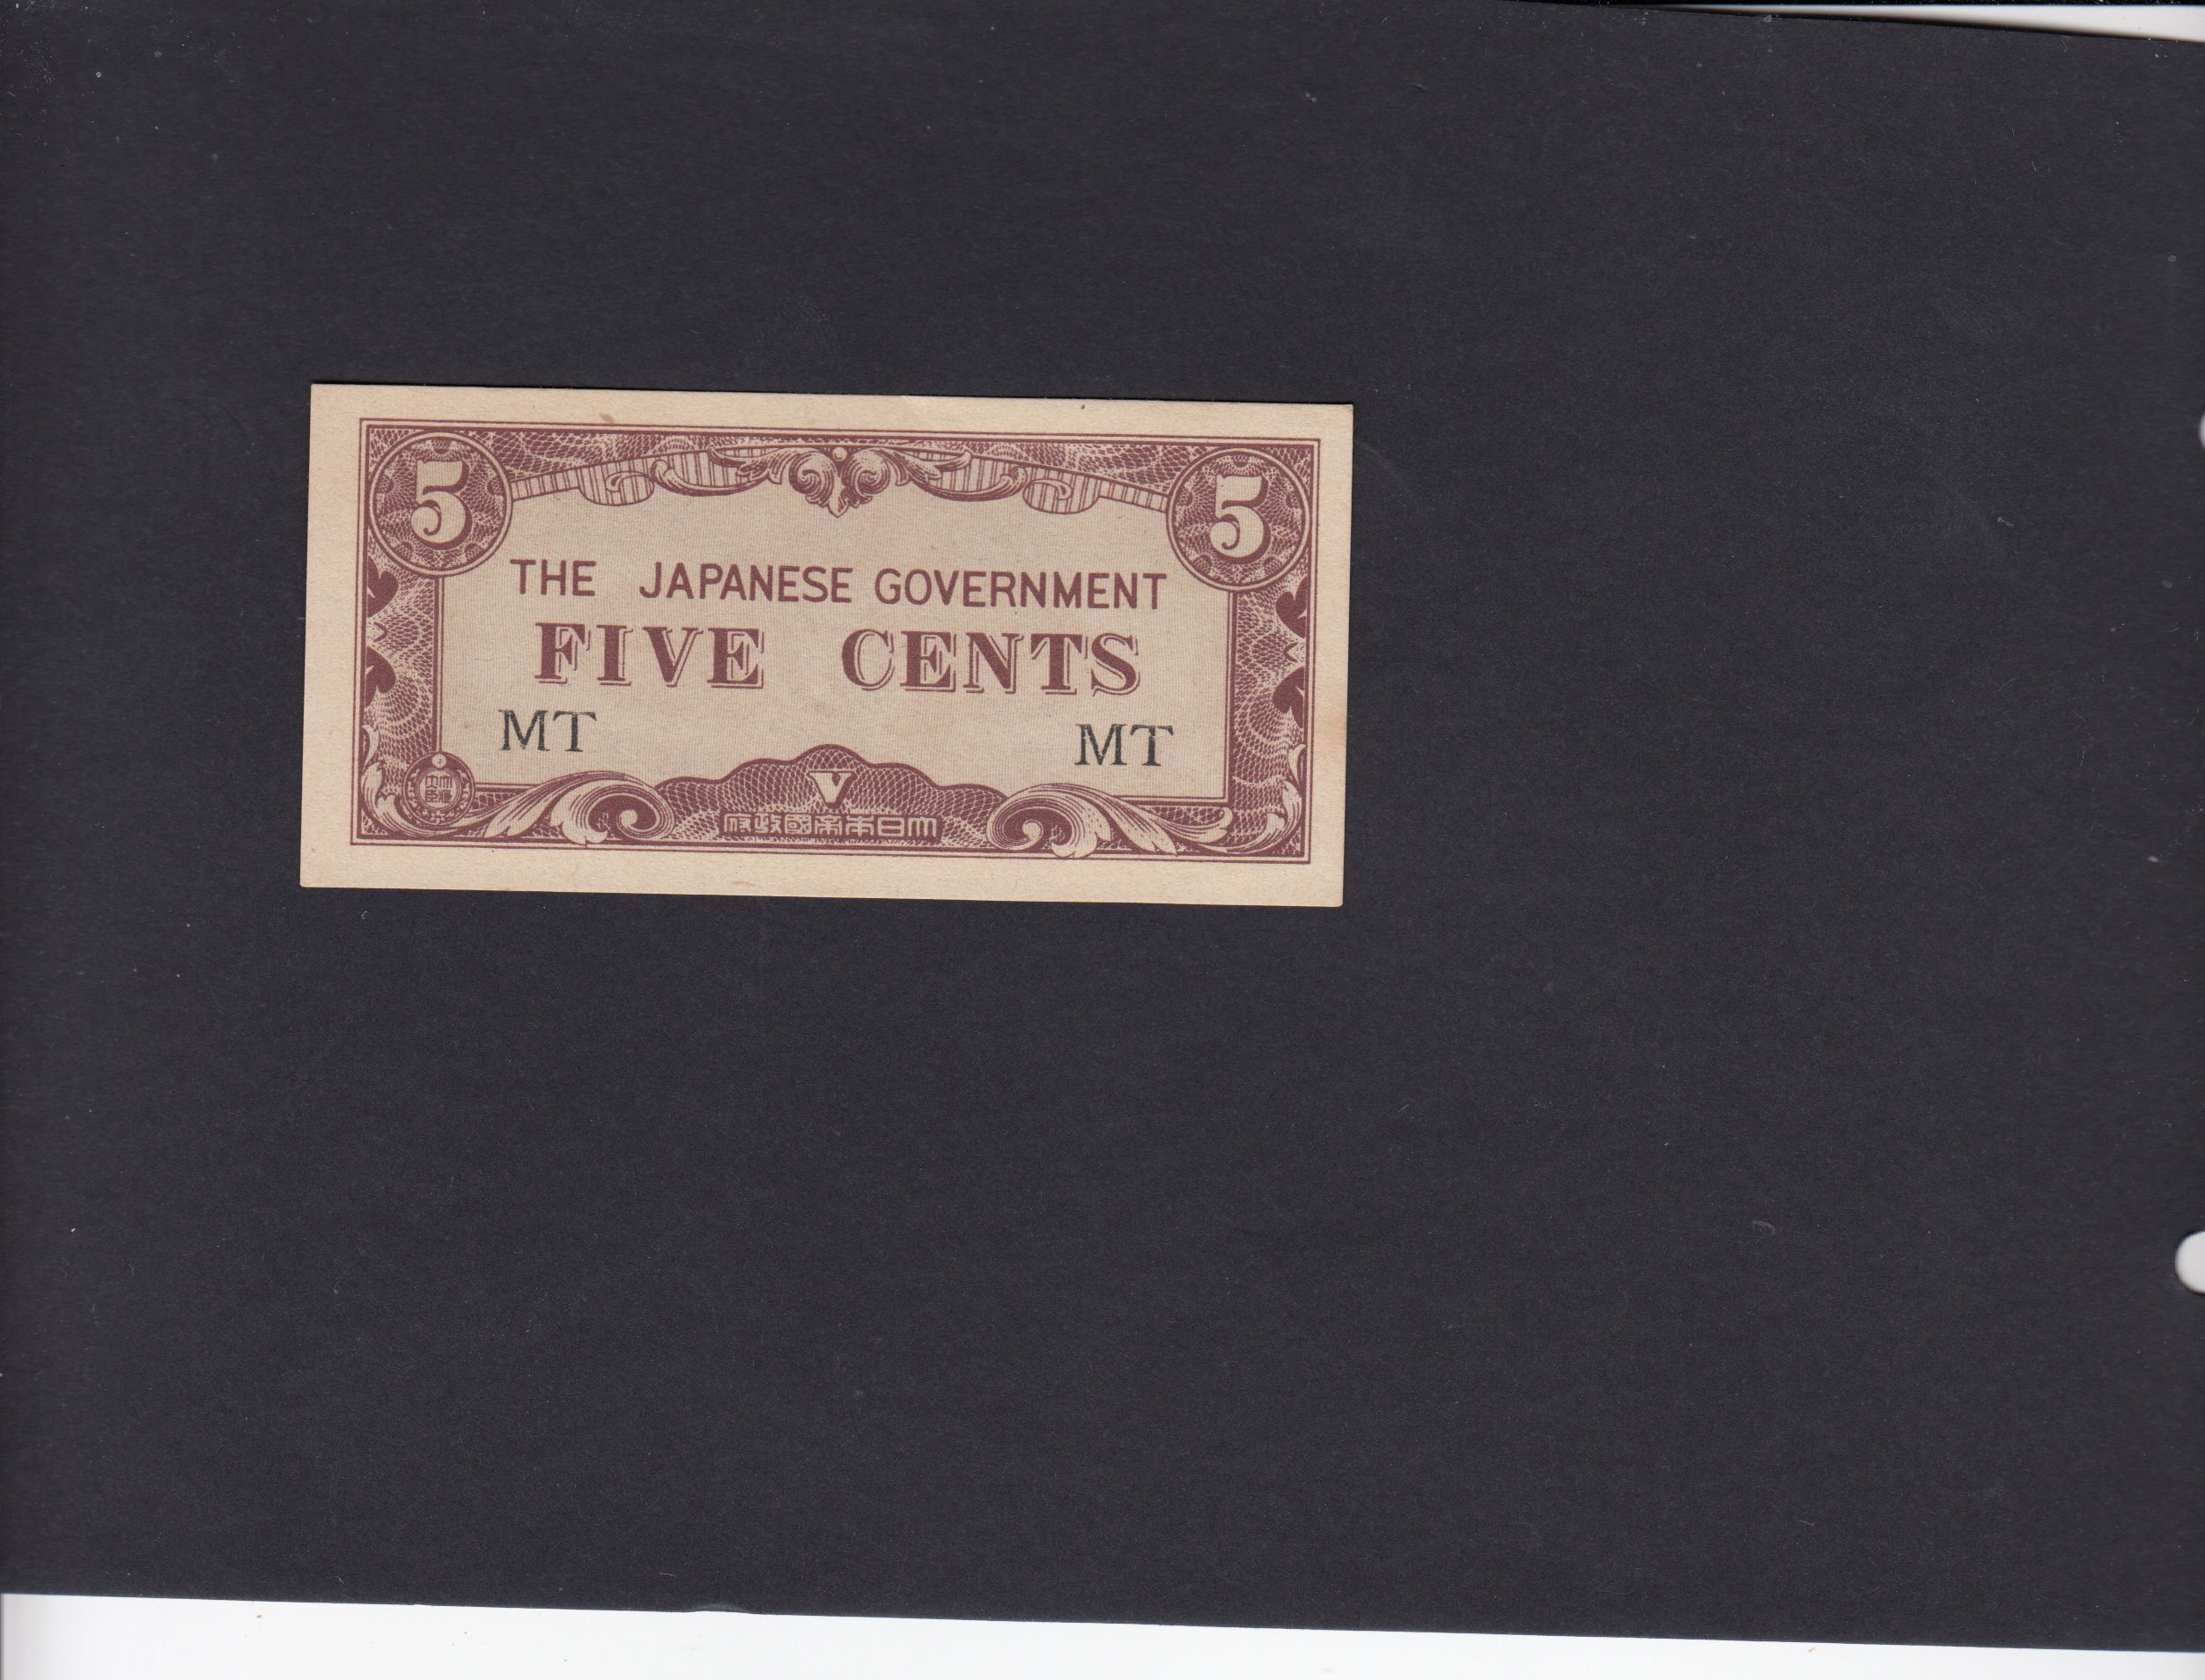 5 5
THE JAPANESE GOVERNMENT
FIVE CENTS
MT MT
V
府政國帝本日大